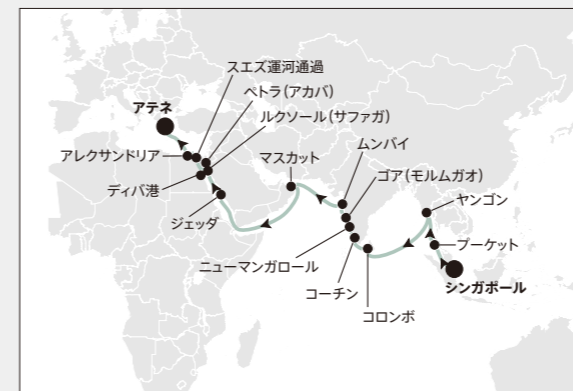 スエズ運河通過
ペトラ(アカバ)
アテネ
ルクソール(サファガ)
ムンバイ
アレクサンドリア
マスカット
ゴア(モルムガオ)
ディバ港
ヤンゴン
ジェッダ
プーケット
ニューマンガロール
コーチン
シンガポール
コロンボ